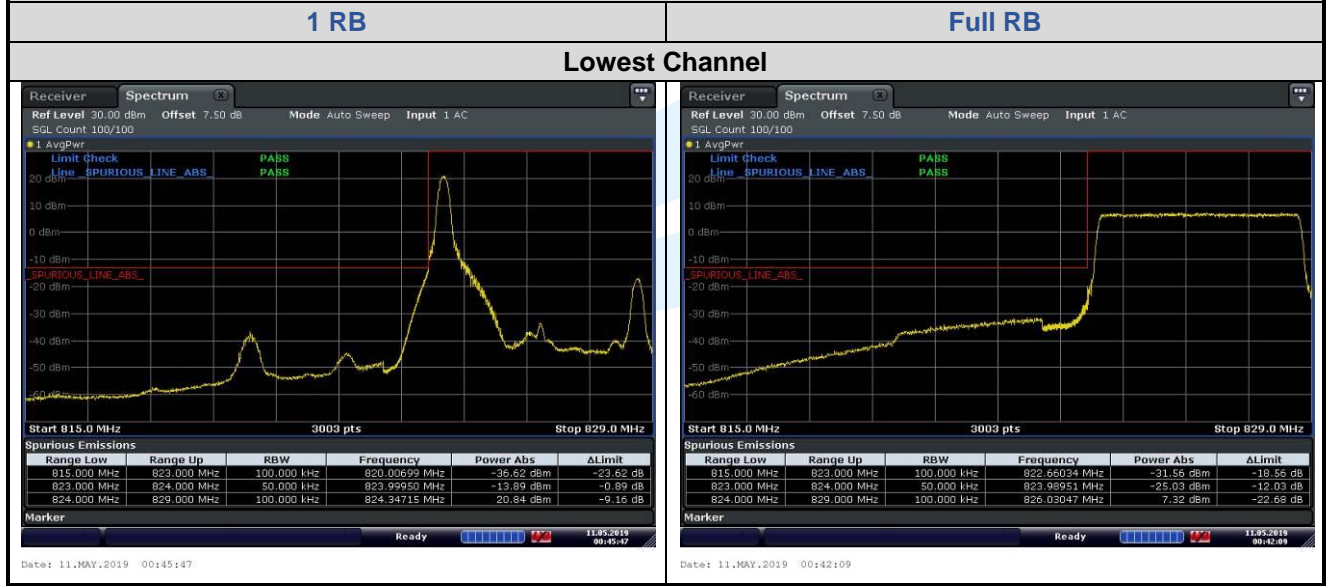 1 RB Full RB
Lowest Channel
Receiver Spectrum
Ref Level 30.00 dBm Offset 7.50 dB Mode Auto Sweep Input 1 AC
SGL Count 100/100
1 AvgPwr
Limit Check PASS
Line _SPURIOUS_LINE_ABS_ PASS
20 dBm
10 dBm
0 dBm
-10 dBm
_SPURIOUS_LINE_ABS_
-20 dBm
-30 dBm
-40 dBm
-50 dBm
-60 dBm
Start 815.0 MHz 3003 pts Stop 829.0 MHz
Spurious Emissions
Range Low Range Up RBW Frequency Power Abs ΔLimit
815.000 MHz 823.000 MHz 100.000 kHz 820.00699 MHz -36.62 dBm -23.62 dB
823.000 MHz 824.000 MHz 50.000 kHz 823.99950 MHz -13.89 dBm -0.89 dB
824.000 MHz 829.000 MHz 100.000 kHz 824.34715 MHz 20.84 dBm -9.16 dB
Marker
Ready 11.05.2019
00:45:47
Date: 11.MAY.2019 00:45:47
Receiver Spectrum
Ref Level 30.00 dBm Offset 7.50 dB Mode Auto Sweep Input 1 AC
SGL Count 100/100
1 AvgPwr
Limit Check PASS
Line _SPURIOUS_LINE_ABS_ PASS
20 dBm
10 dBm
0 dBm
-10 dBm
_SPURIOUS_LINE_ABS_
-20 dBm
-30 dBm
-40 dBm
-50 dBm
-60 dBm
Start 815.0 MHz 3003 pts Stop 829.0 MHz
Spurious Emissions
Range Low Range Up RBW Frequency Power Abs ΔLimit
815.000 MHz 823.000 MHz 100.000 kHz 822.66034 MHz -31.56 dBm -18.56 dB
823.000 MHz 824.000 MHz 50.000 kHz 823.98951 MHz -25.03 dBm -12.03 dB
824.000 MHz 829.000 MHz 100.000 kHz 826.03047 MHz 7.32 dBm -22.68 dB
Marker
Ready 11.05.2019
00:42:09
Date: 11.MAY.2019 00:42:09